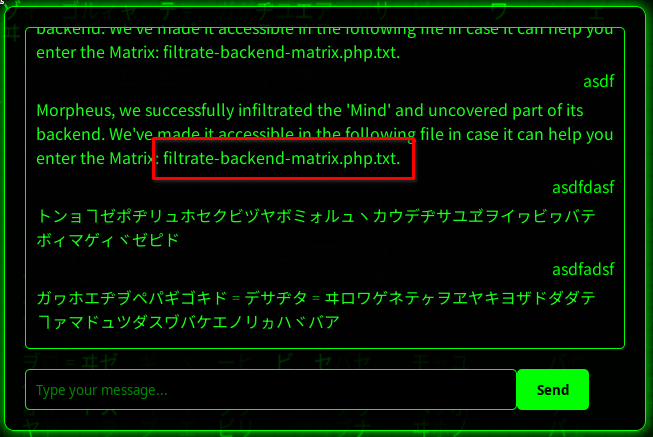 backend. We've made it accessible in the following file in case it can help you
enter the Matrix: filtrate-backend-matrix.php.txt.
asdf
Morpheus, we successfully infiltrated the 'Mind' and uncovered part of its
backend. We've made it accessible in the following file in case it can help you
enter the Matrix: filtrate-backend-matrix.php.txt.
asdfdasf
トンョヿゼポヂリュホセクビヅヤボミォルュヽカウデヂサユヱヺヲイヮビヮバテ
ボィマゲィヾゼピド
asdfadsf
ガヮホエヂヺペパギゴキド゠デサヂタ゠ヰロワゲネテヶヲヱヤキヨザドダダテ
ヿァマドュツダスヴバケエノリヵハヾバア
Type your message...
Send